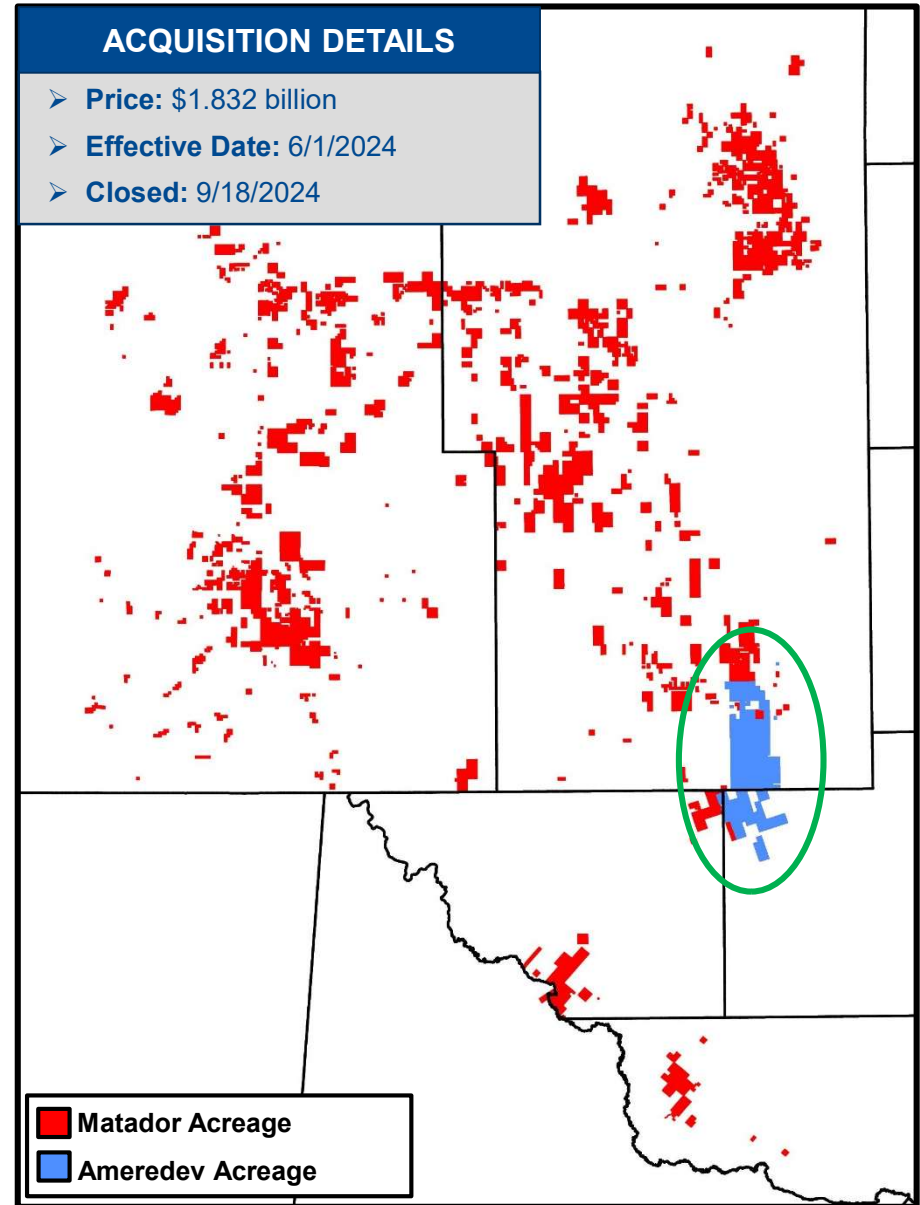 ACQUISITION DETAILS
➢ Price: $1.832 billion
➢ Effective Date: 6/1/2024
➢ Closed: 9/18/2024
Matador Acreage
Ameredev Acreage